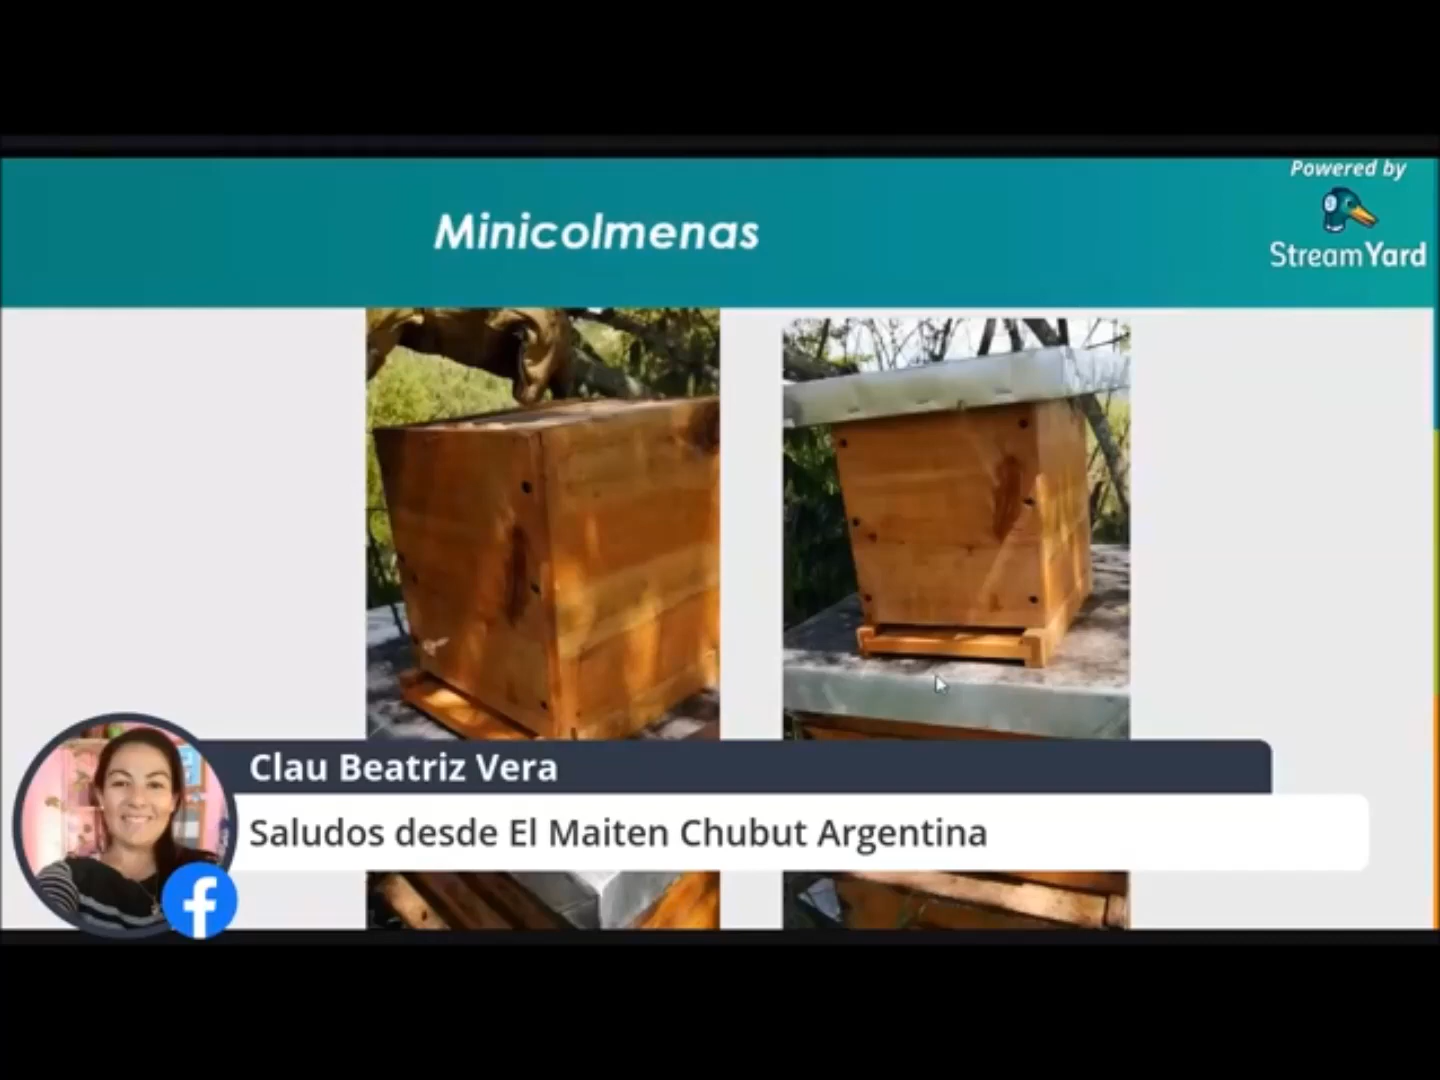 Powered by
StreamYard
Minicolmenas
Clau Beatriz Vera
Saludos desde El Maiten Chubut Argentina